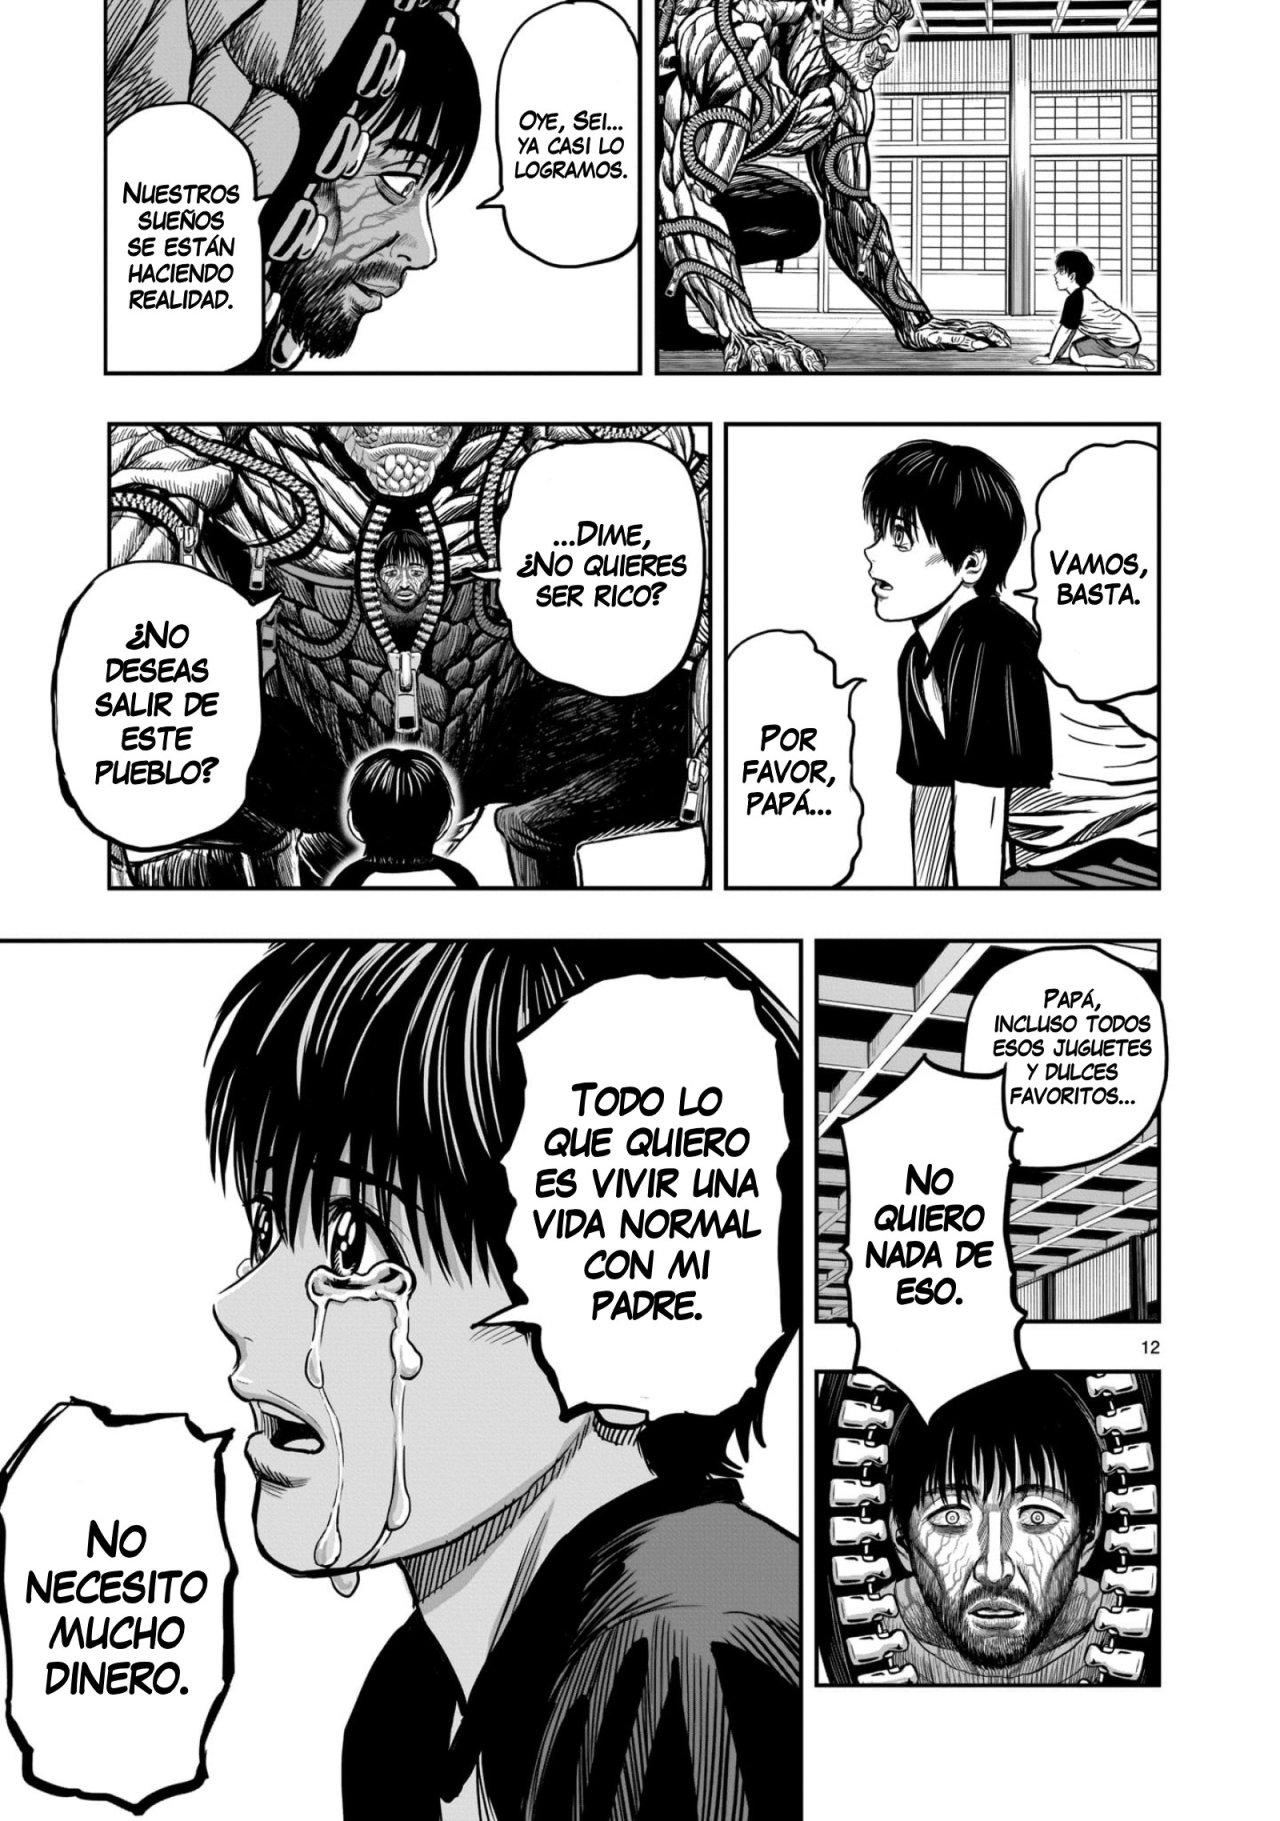 OYE, SEI...
YA CASI LO
LOGRAMOS.
NUESTROS
SUEÑOS
SE ESTÁN
HACIENDO
REALIDAD.
VAMOS,
BASTA.
POR
FAVOR,
PAPÁ...
...DIME,
¿NO QUIERES
SER RICO?
¿NO
DESEAS
SALIR DE
ESTE
PUEBLO?
PAPÁ,
INCLUSO TODOS
ESOS JUGUETES
Y DULCES
FAVORITOS...
NO
QUIERO
NADA DE
ESO.
12
TODO LO
QUE QUIERO
ES VIVIR UNA
VIDA NORMAL
CON MI
PADRE.
NO
NECESITO
MUCHO
DINERO.